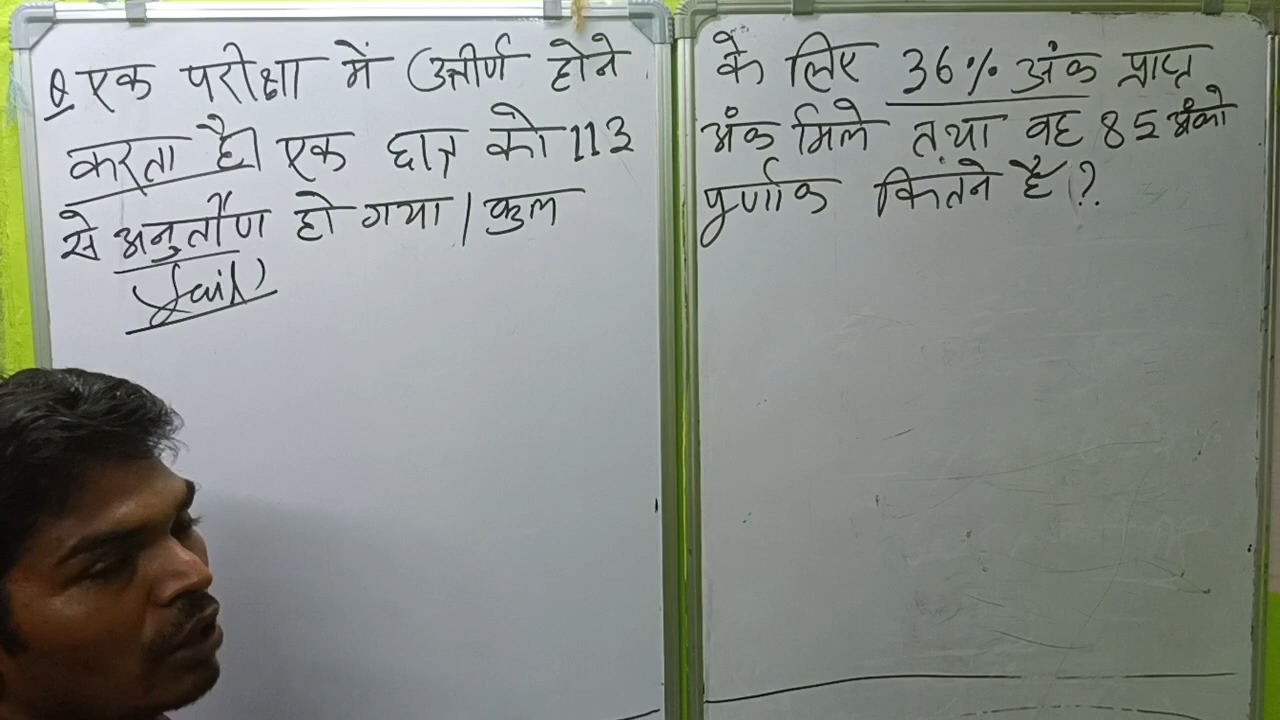 Q एक परीक्षा में उत्तीर्ण होने के लिए 36% अंक प्राप्त
करता है। एक छात्र को 113 अंक मिले तथा वह 85 अंको
से अनुर्तीण हो गया। कुल पूर्णाक कितने है?
(fail)